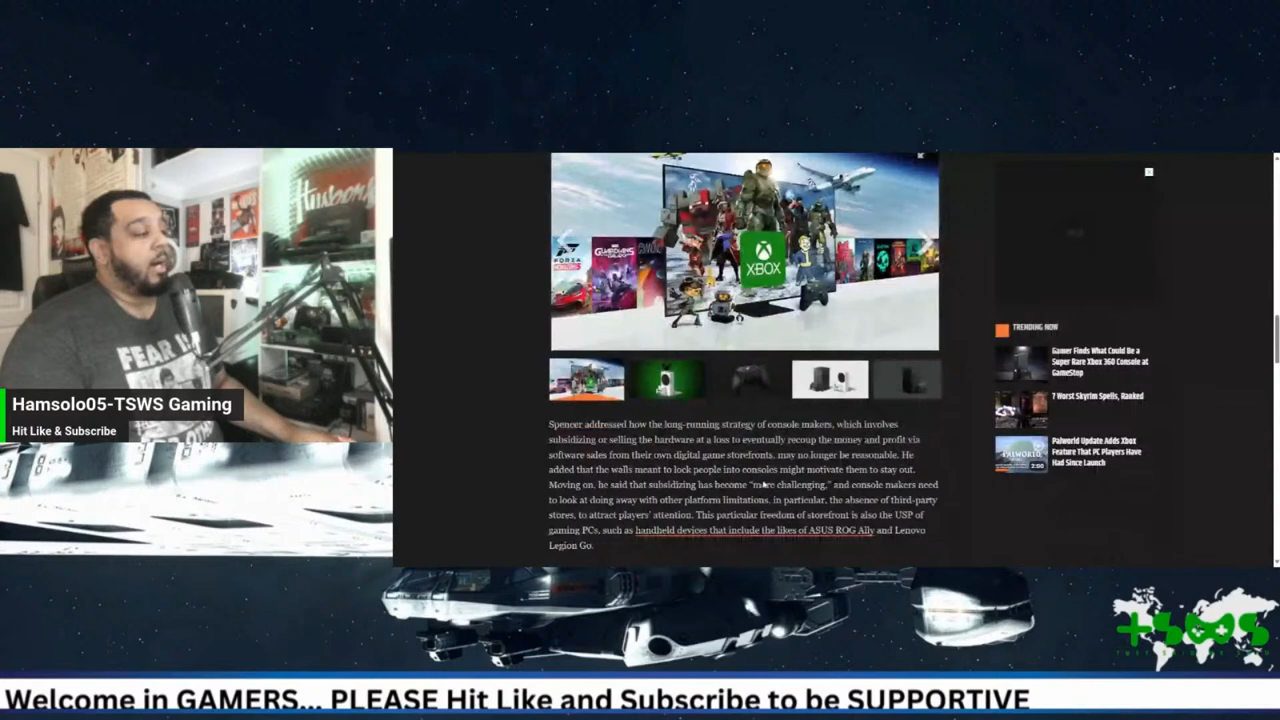 Husbon
FEAR
Hamsolo05-TSWS Gaming
Hit Like & Subscribe
FORZA
GUARDIANS
XBOX
TRENDING NOW
Gamer Finds What Could Be a
Super Rare Xbox 360 Console at
GameStop
7 Worst Skyrim Spells, Ranked
Palworld Update Adds Xbox
Feature That PC Players Have
Had Since Launch
PALWORLD
2:00
Spencer addressed how the long-running strategy of console makers, which involves
subsidizing or selling the hardware at a loss to eventually recoup the money and profit via
software sales from their own digital game storefronts, may no longer be reasonable. He
added that the walls meant to lock people into consoles might motivate them to stay out.
Moving on, he said that subsidizing has become “more challenging,” and console makers need
to look at doing away with other platform limitations, in particular, the absence of third-party
stores, to attract players’ attention. This particular freedom of storefront is also the USP of
gaming PCs, such as handheld devices that include the likes of ASUS ROG Ally and Lenovo
Legion Go.
TSWS
Welcome in GAMERS... PLEASE Hit Like and Subscribe to be SUPPORTIVE